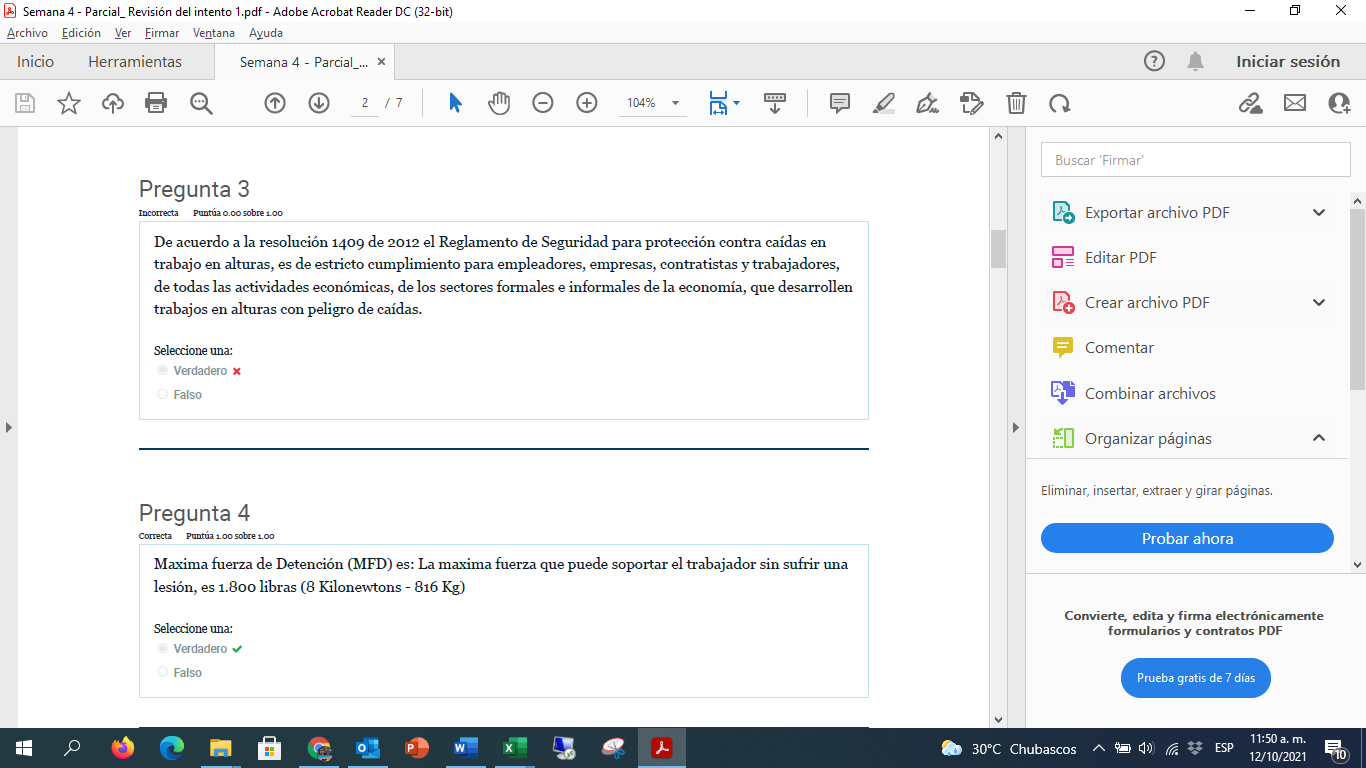 Semana 4 - Parcial_ Revisión del intento 1.pdf - Adobe Acrobat Reader DC (32-bit)
Archivo Edición Ver Firmar Ventana Ayuda
Inicio Herramientas Semana 4 - Parcial_... × Iniciar sesión
2 / 7 104%
Pregunta 3
Incorrecta Puntúa 0.00 sobre 1.00
De acuerdo a la resolución 1409 de 2012 el Reglamento de Seguridad para protección contra caídas en
trabajo en alturas, es de estricto cumplimiento para empleadores, empresas, contratistas y trabajadores,
de todas las actividades económicas, de los sectores formales e informales de la economía, que desarrollen
trabajos en alturas con peligro de caídas.
Seleccione una:
Verdadero
Falso
Pregunta 4
Correcta Puntúa 1.00 sobre 1.00
Maxima fuerza de Detención (MFD) es: La maxima fuerza que puede soportar el trabajador sin sufrir una
lesión, es 1.800 libras (8 Kilonewtons - 816 Kg)
Seleccione una:
Verdadero
Falso
Buscar 'Firmar'
Exportar archivo PDF
Editar PDF
Crear archivo PDF
Comentar
Combinar archivos
Organizar páginas
Eliminar, insertar, extraer y girar páginas.
Probar ahora
Convierte, edita y firma electrónicamente
formularios y contratos PDF
Prueba gratis de 7 días
30°C Chubascos ESP
11:50 a. m.
12/10/2021
10